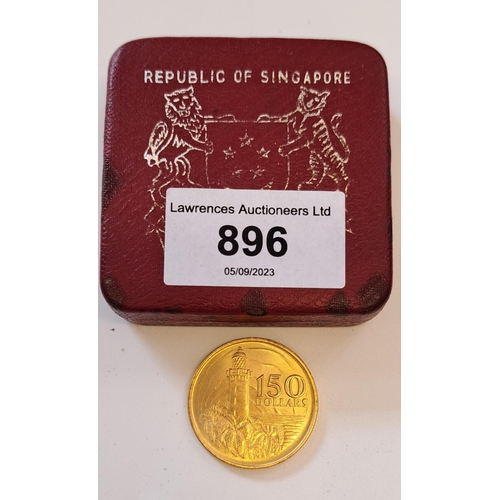 REPUBLIC OF SINGAPORE
Lawrences Auctioneers Ltd
896
05/09/2023
150
DOLLARS